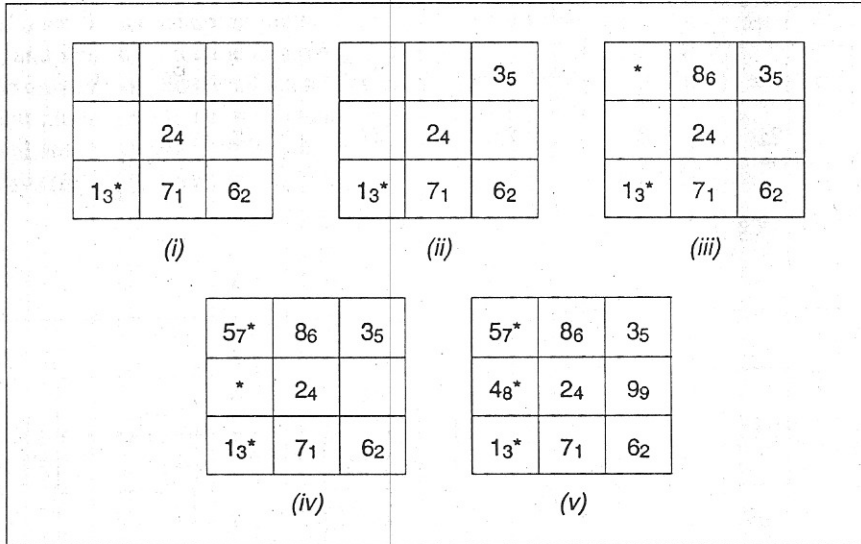 3₅ * 8₆ 3₅
2₄ 2₄ 2₄
1₃* 7₁ 6₂ 1₃* 7₁ 6₂ 1₃* 7₁ 6₂
(i) (ii) (iii)
5₇* 8₆ 3₅ 5₇* 8₆ 3₅
* 2₄ 4₈* 2₄ 9₉
1₃* 7₁ 6₂ 1₃* 7₁ 6₂
(iv) (v)